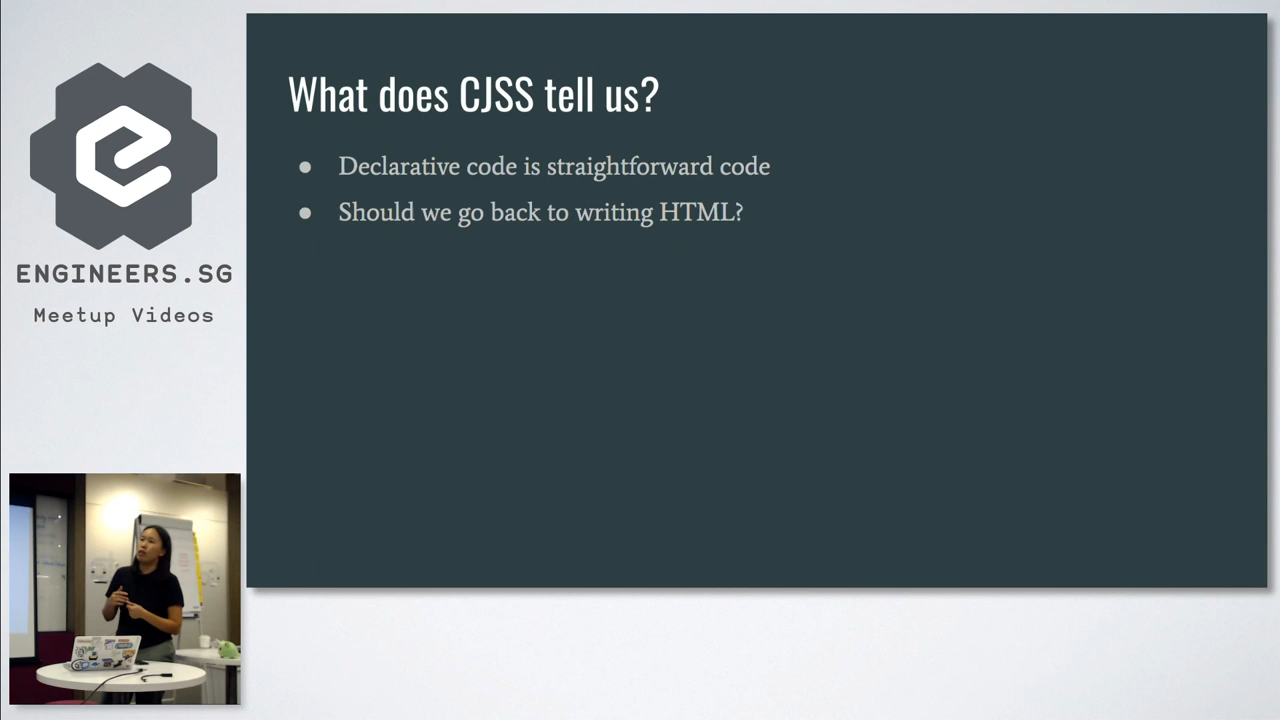 What does CJSS tell us?
● Declarative code is straightforward code
● Should we go back to writing HTML?
ENGINEERS.SG
Meetup Videos